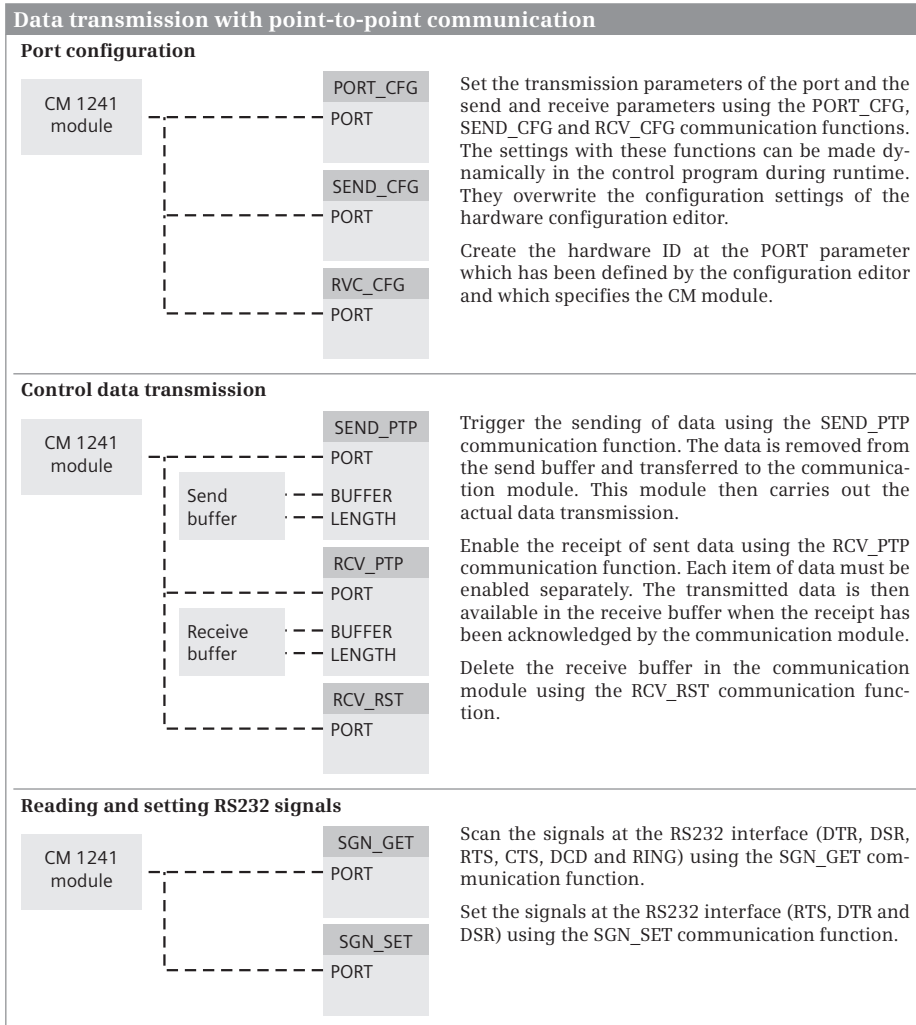 Data transmission with point-to-point communication
Port configuration
CM 1241
module
PORT_CFG
PORT
SEND_CFG
PORT
RVC_CFG
PORT
Set the transmission parameters of the port and the
send and receive parameters using the PORT_CFG,
SEND_CFG and RCV_CFG communication functions.
The settings with these functions can be made dy-
namically in the control program during runtime.
They overwrite the configuration settings of the
hardware configuration editor.
Create the hardware ID at the PORT parameter
which has been defined by the configuration editor
and which specifies the CM module.
Control data transmission
CM 1241
module
SEND_PTP
PORT
Send
buffer
BUFFER
LENGTH
RCV_PTP
PORT
Receive
buffer
BUFFER
LENGTH
RCV_RST
PORT
Trigger the sending of data using the SEND_PTP
communication function. The data is removed from
the send buffer and transferred to the communica-
tion module. This module then carries out the
actual data transmission.
Enable the receipt of sent data using the RCV_PTP
communication function. Each item of data must be
enabled separately. The transmitted data is then
available in the receive buffer when the receipt has
been acknowledged by the communication module.
Delete the receive buffer in the communication
module using the RCV_RST communication func-
tion.
Reading and setting RS232 signals
CM 1241
module
SGN_GET
PORT
SGN_SET
PORT
Scan the signals at the RS232 interface (DTR, DSR,
RTS, CTS, DCD and RING) using the SGN_GET com-
munication function.
Set the signals at the RS232 interface (RTS, DTR and
DSR) using the SGN_SET communication function.